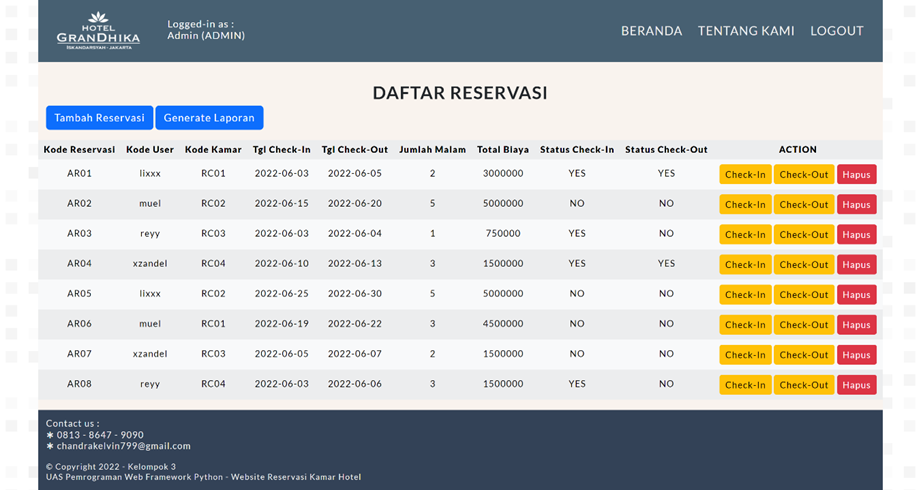 HOTEL
GRANDHIKA
ISKANDARSYAH - JAKARTA
Logged-in as :
Admin (ADMIN)
BERANDA TENTANG KAMI LOGOUT
DAFTAR RESERVASI
Tambah Reservasi Generate Laporan
Kode Reservasi Kode User Kode Kamar Tgl Check-In Tgl Check-Out Jumlah Malam Total Biaya Status Check-In Status Check-Out ACTION
AR01 lixxx RC01 2022-06-03 2022-06-05 2 3000000 YES YES Check-In Check-Out Hapus
AR02 muel RC02 2022-06-15 2022-06-20 5 5000000 NO NO Check-In Check-Out Hapus
AR03 reyy RC03 2022-06-03 2022-06-04 1 750000 YES NO Check-In Check-Out Hapus
AR04 xzandel RC04 2022-06-10 2022-06-13 3 1500000 YES YES Check-In Check-Out Hapus
AR05 lixxx RC02 2022-06-25 2022-06-30 5 5000000 NO NO Check-In Check-Out Hapus
AR06 muel RC01 2022-06-19 2022-06-22 3 4500000 NO NO Check-In Check-Out Hapus
AR07 xzandel RC03 2022-06-05 2022-06-07 2 1500000 NO NO Check-In Check-Out Hapus
AR08 reyy RC04 2022-06-03 2022-06-06 3 1500000 YES NO Check-In Check-Out Hapus
Contact us :
✱ 0813 - 8647 - 9090
✱ chandrakelvin799@gmail.com
© Copyright 2022 - Kelompok 3
UAS Pemrograman Web Framework Python - Website Reservasi Kamar Hotel